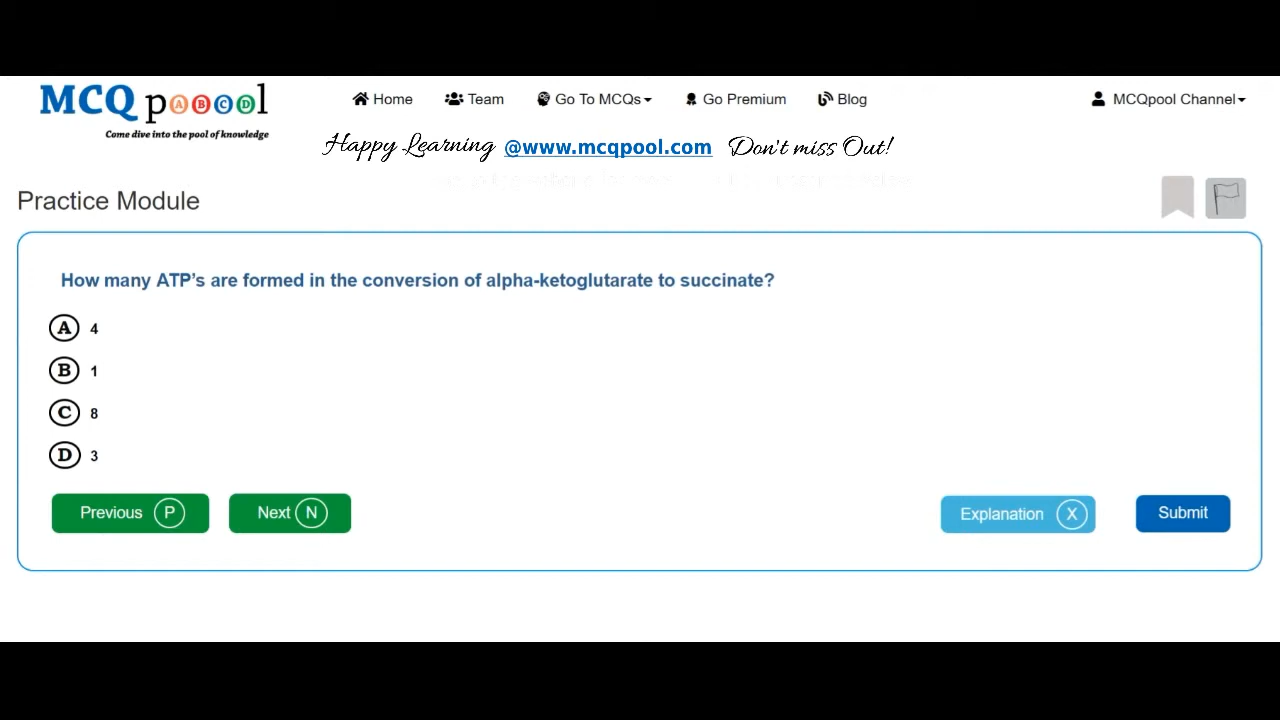 MCQ pooool
Come dive into the pool of knowledge
Home Team Go To MCQs Go Premium Blog MCQpool Channel
Happy Learning @www.mcqpool.com Don't miss Out!
Practice Module
How many ATP’s are formed in the conversion of alpha-ketoglutarate to succinate?
A 4
B 1
C 8
D 3
Previous P Next N Explanation X Submit